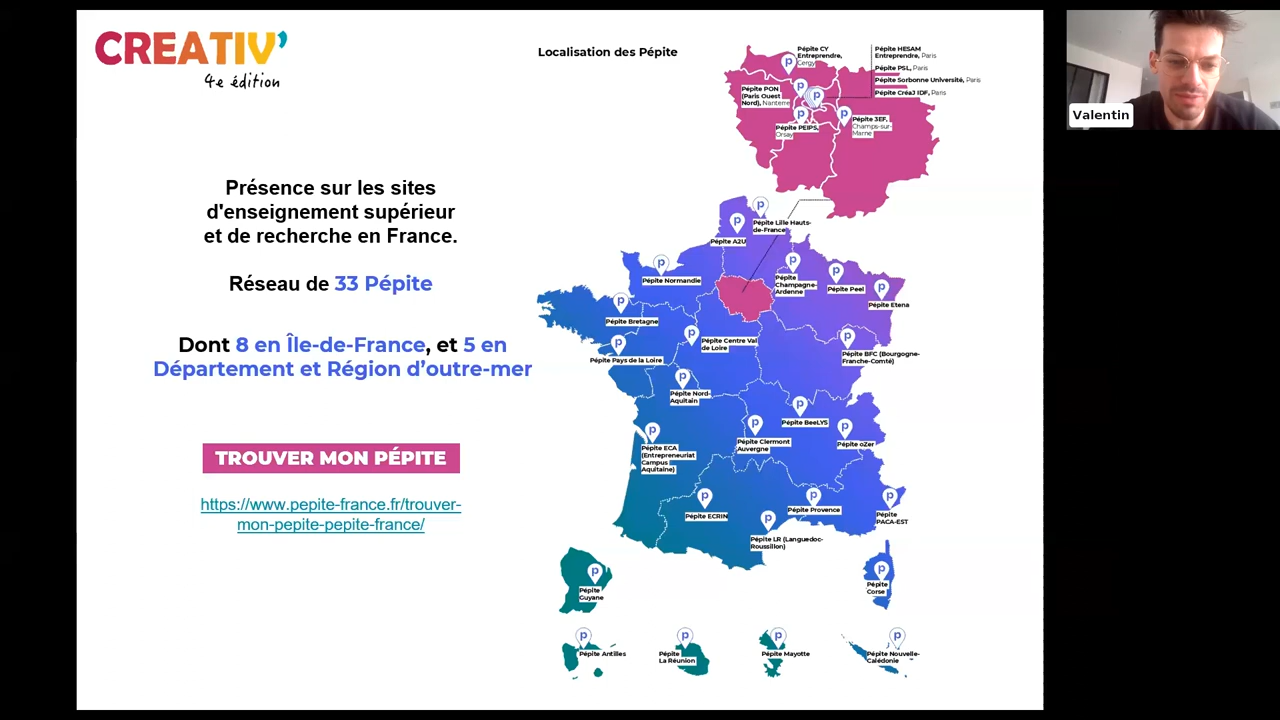 CREATIV'
4e édition
Présence sur les sites
d'enseignement supérieur
et de recherche en France.
Réseau de 33 Pépite
Dont 8 en Île-de-France, et 5 en
Département et Région d'outre-mer
TROUVER MON PÉPITE
https://www.pepite-france.fr/trouver-
mon-pepite-pepite-france/
Localisation des Pépite
Pépite CY
Entreprendre,
Cergy
Pépite HESAM
Entreprendre, Paris
Pépite PSL, Paris
Pépite Sorbonne Université, Paris
Pépite CréaJ IDF, Paris
Pépite PON
(Paris Ouest
Nord), Nanterre
Pépite PEIPS,
Orsay
Pépite 3EF,
Champs-sur-
Marne
Pépite Lille Hauts-
de-France
Pépite A2U
Pépite Normandie
Pépite
Champagne-
Ardenne
Pépite Peel
Pépite Etena
Pépite Bretagne
Pépite Centre Val
de Loire
Pépite Pays de la Loire
Pépite BFC (Bourgogne-
Franche-Comté)
Pépite Nord-
Aquitain
Pépite BeeLYS
Pépite Clermont
Auvergne
Pépite oZer
Pépite ECA
(Entrepreneuriat
Campus
Aquitaine)
Pépite ECRIN
Pépite Provence
Pépite
PACA-EST
Pépite LR (Languedoc-
Roussillon)
Pépite
Guyane
Pépite
Corse
Pépite Antilles
Pépite
La Réunion
Pépite Mayotte
Pépite Nouvelle-
Calédonie
Valentin